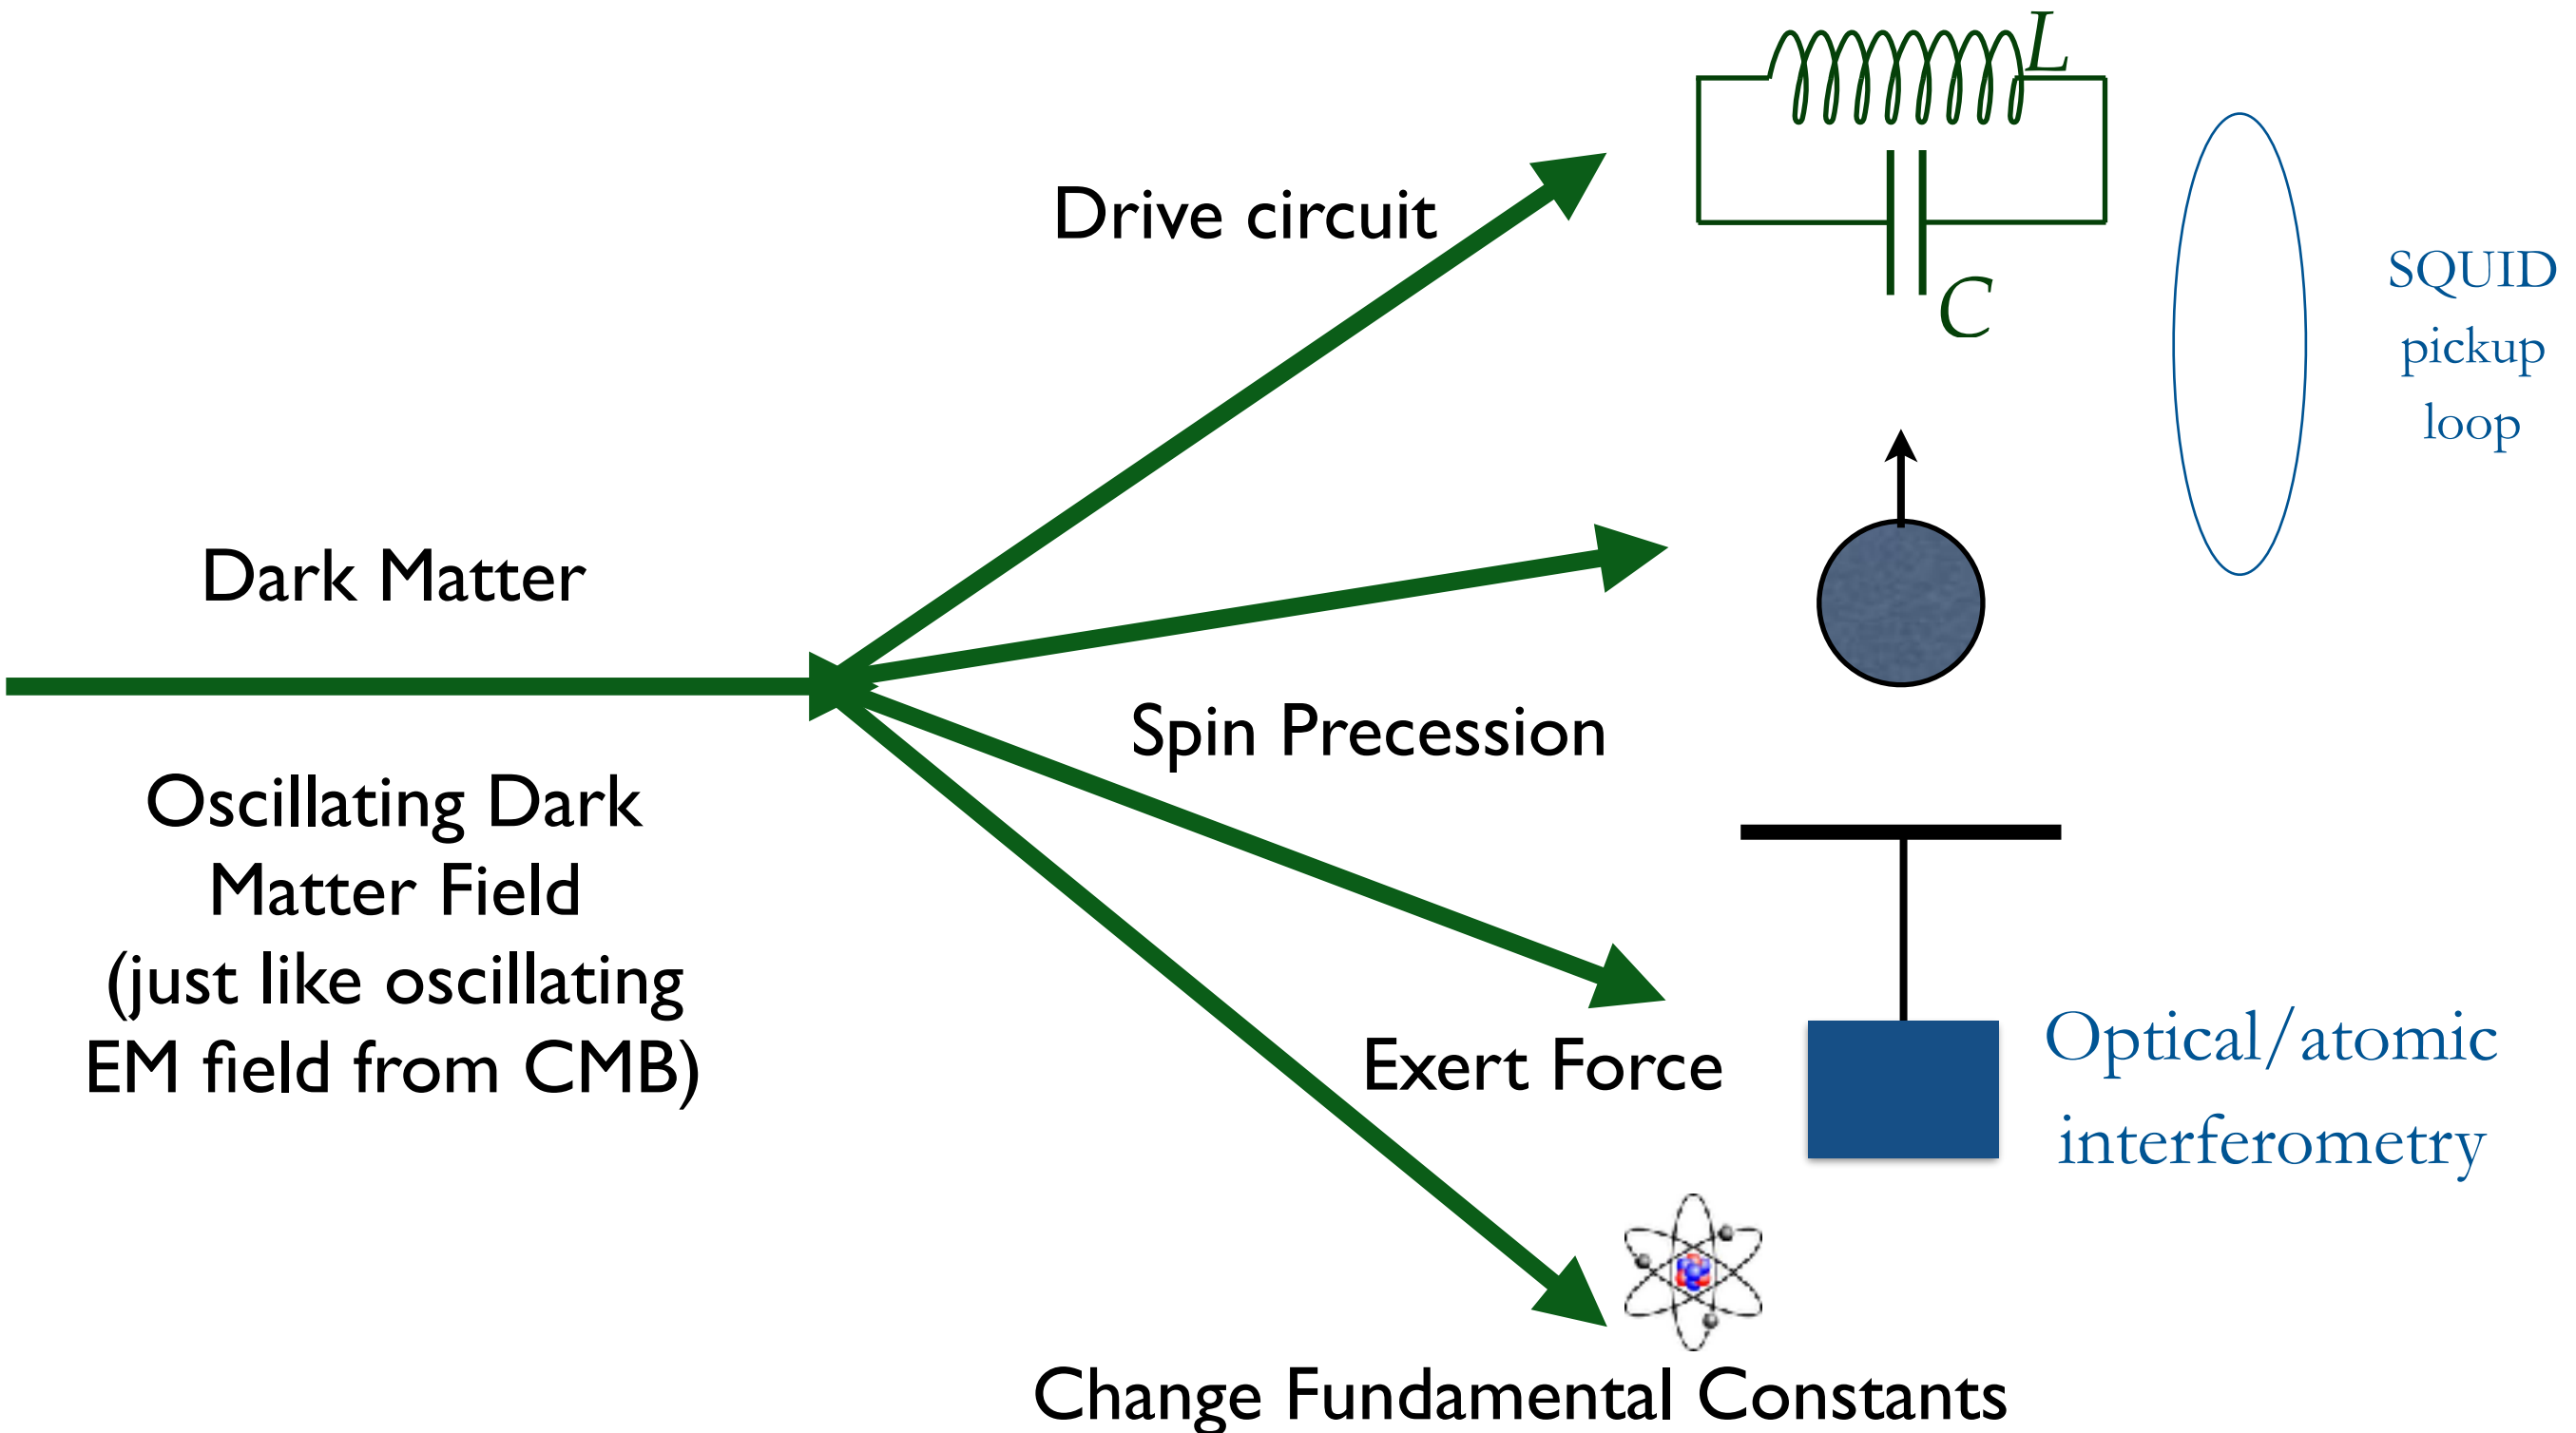 L
Drive circuit
C
SQUID
pickup
loop
Dark Matter
Spin Precession
Oscillating Dark
Matter Field
(just like oscillating
EM field from CMB)
Exert Force
Optical/atomic
interferometry
Change Fundamental Constants